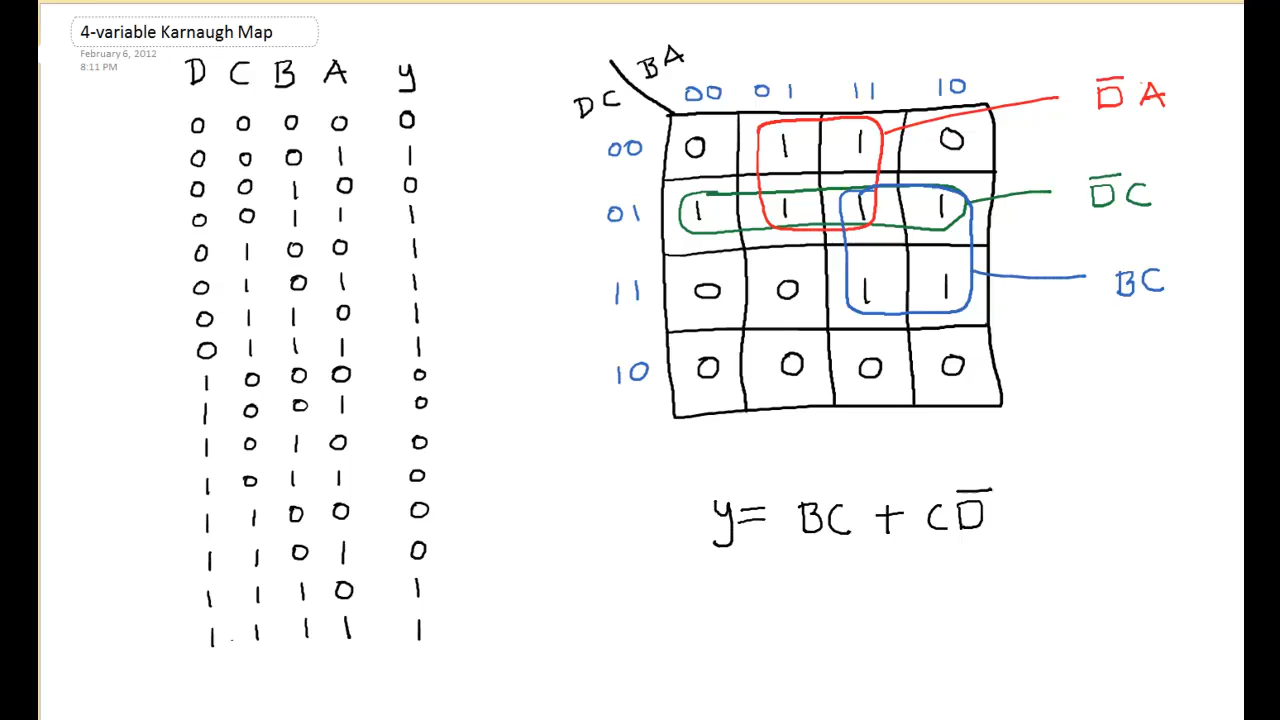 4-variable Karnaugh Map
February 6, 2012
8:11 PM
D C B A y
0 0 0 0 0
0 0 0 1 1
0 0 1 0 0
0 0 1 1 1
0 1 0 0 1
0 1 0 1 1
0 1 1 0 1
0 1 1 1 1
1 0 0 0 0
1 0 0 1 0
1 0 1 0 0
1 0 1 1 0
1 1 0 0 0
1 1 0 1 0
1 1 1 0 1
1 1 1 1 1
BA
DC 00 01 11 10
00 0 1 1 0
01 1 1 1 1
11 0 0 1 1
10 0 0 0 0
D̅A
D̅C
BC
y= BC + CD̅